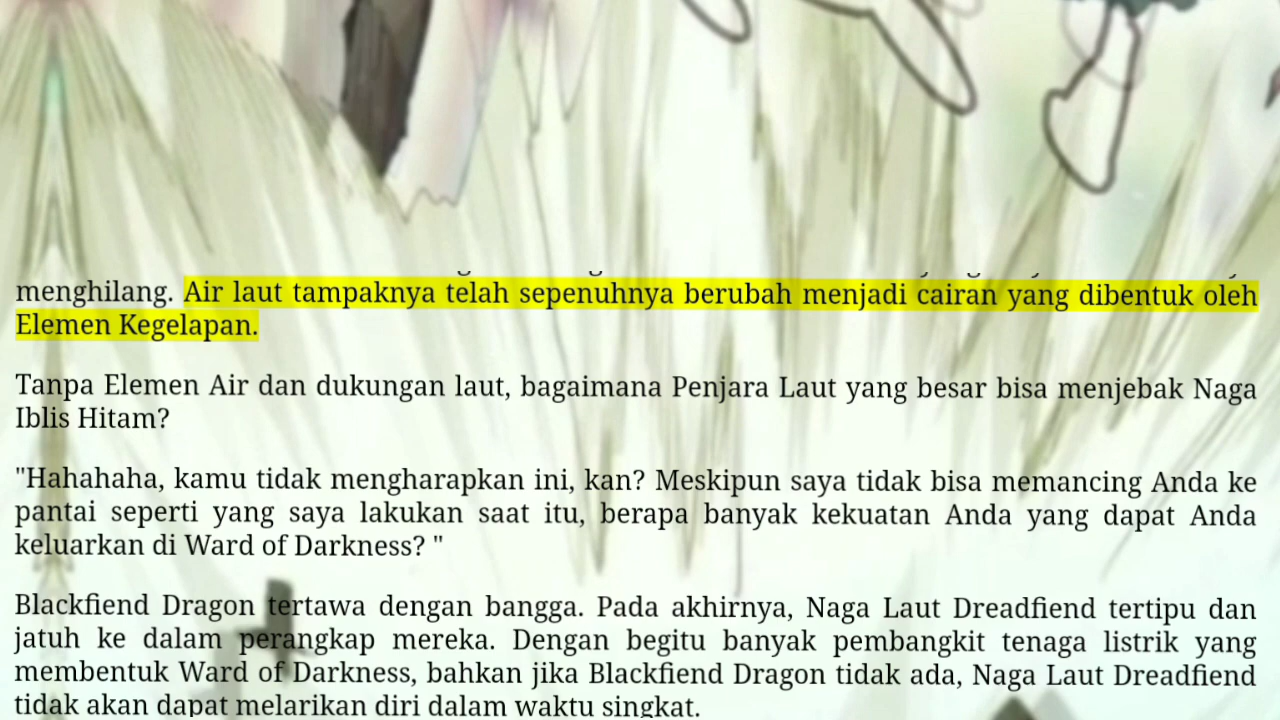 menghilang. Air laut tampaknya telah sepenuhnya berubah menjadi cairan yang dibentuk oleh
Elemen Kegelapan.
Tanpa Elemen Air dan dukungan laut, bagaimana Penjara Laut yang besar bisa menjebak Naga
Iblis Hitam?
"Hahahaha, kamu tidak mengharapkan ini, kan? Meskipun saya tidak bisa memancing Anda ke
pantai seperti yang saya lakukan saat itu, berapa banyak kekuatan Anda yang dapat Anda
keluarkan di Ward of Darkness? "
Blackfiend Dragon tertawa dengan bangga. Pada akhirnya, Naga Laut Dreadfiend tertipu dan
jatuh ke dalam perangkap mereka. Dengan begitu banyak pembangkit tenaga listrik yang
membentuk Ward of Darkness, bahkan jika Blackfiend Dragon tidak ada, Naga Laut Dreadfiend
tidak akan dapat melarikan diri dalam waktu singkat.